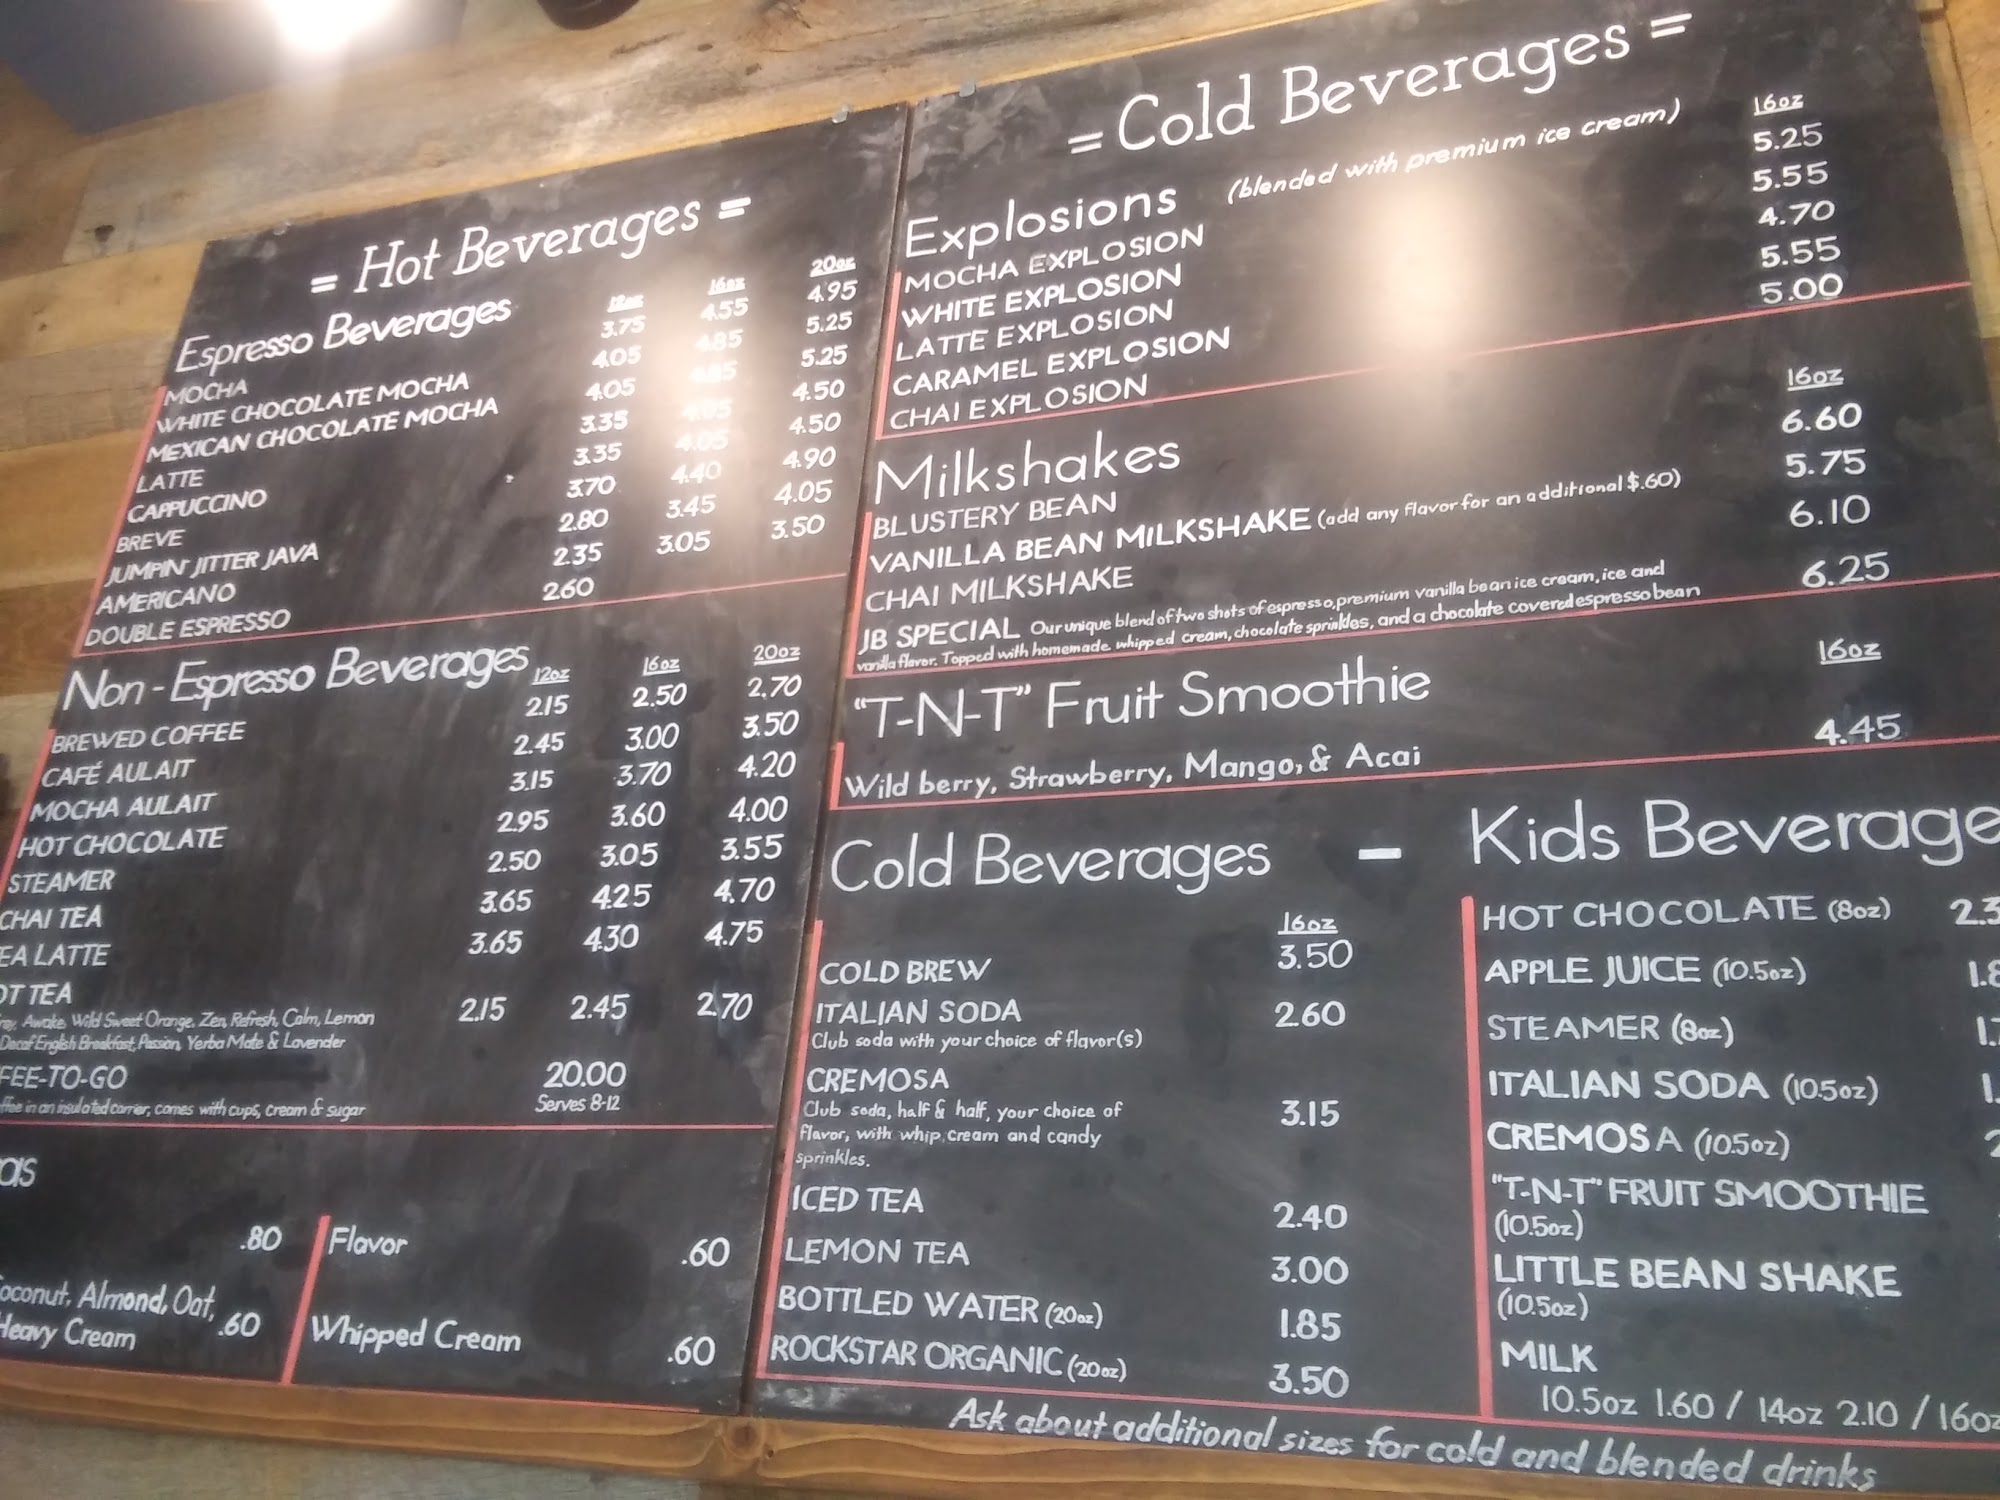 = Hot Beverages =
Espresso Beverages 12oz 16oz 20oz
MOCHA 3.75 4.55 4.95
WHITE CHOCOLATE MOCHA 4.05 4.85 5.25
MEXICAN CHOCOLATE MOCHA 4.05 4.85 5.25
LATTE 3.35 4.05 4.50
CAPPUCCINO 3.35 4.05 4.50
BREVE 3.70 4.40 4.90
JUMPIN' JITTER JAVA 2.80 3.45 4.05
AMERICANO 2.35 3.05 3.50
DOUBLE ESPRESSO 2.60
Non-Espresso Beverages 12oz 16oz 20oz
BREWED COFFEE 2.15 2.50 2.70
CAFÉ AULAIT 2.45 3.00 3.50
MOCHA AULAIT 3.15 3.70 4.20
HOT CHOCOLATE 2.95 3.60 4.00
STEAMER 2.50 3.05 3.55
CHAI TEA 3.65 4.25 4.70
EA LATTE 3.65 4.30 4.75
OT TEA 2.15 2.45 2.70
Awake, Wild Sweet Orange, Zen, Refresh, Calm, Lemon
Decaf English Breakfast, Passion, Yerba Mate & Lavender
FEE-TO-GO 20.00
ffee in an insulated carrier, comes with cups, cream & sugar Serves 8-12
as
.80 Flavor .60
oconut, Almond, Oat,
Heavy Cream .60 Whipped Cream .60
= Cold Beverages =
Explosions (blended with premium ice cream) 16oz
MOCHA EXPLOSION 5.25
WHITE EXPLOSION 5.55
LATTE EXPLOSION 4.70
CARAMEL EXPLOSION 5.55
CHAI EXPLOSION 5.00
Milkshakes 16oz
BLUSTERY BEAN 6.60
VANILLA BEAN MILKSHAKE (add any flavor for an additional $.60) 5.75
CHAI MILKSHAKE 6.10
JB SPECIAL Our unique blend of two shots of espresso, premium vanilla bean ice cream, ice and 6.25
vanilla flavor. Topped with homemade whipped cream, chocolate sprinkles, and a chocolate covered espresso bean
"T-N-T" Fruit Smoothie 16oz
Wild berry, Strawberry, Mango, & Acai 4.45
Cold Beverages - Kids Beverage
16oz
COLD BREW 3.50
ITALIAN SODA 2.60
Club soda with your choice of flavor(s)
CREMOSA
Club soda, half & half, your choice of 3.15
flavor, with whip cream and candy
sprinkles.
ICED TEA 2.40
LEMON TEA 3.00
BOTTLED WATER (20oz) 1.85
ROCKSTAR ORGANIC (20oz) 3.50
HOT CHOCOLATE (8oz) 2.3
APPLE JUICE (10.5oz) 1.8
STEAMER (8oz) 1.7
ITALIAN SODA (10.5oz) 1.
CREMOSA (10.5oz) 2
"T-N-T" FRUIT SMOOTHIE
(10.5oz)
LITTLE BEAN SHAKE
(10.5oz)
MILK
10.5oz 1.60 / 14oz 2.10 / 16oz
Ask about additional sizes for cold and blended drinks